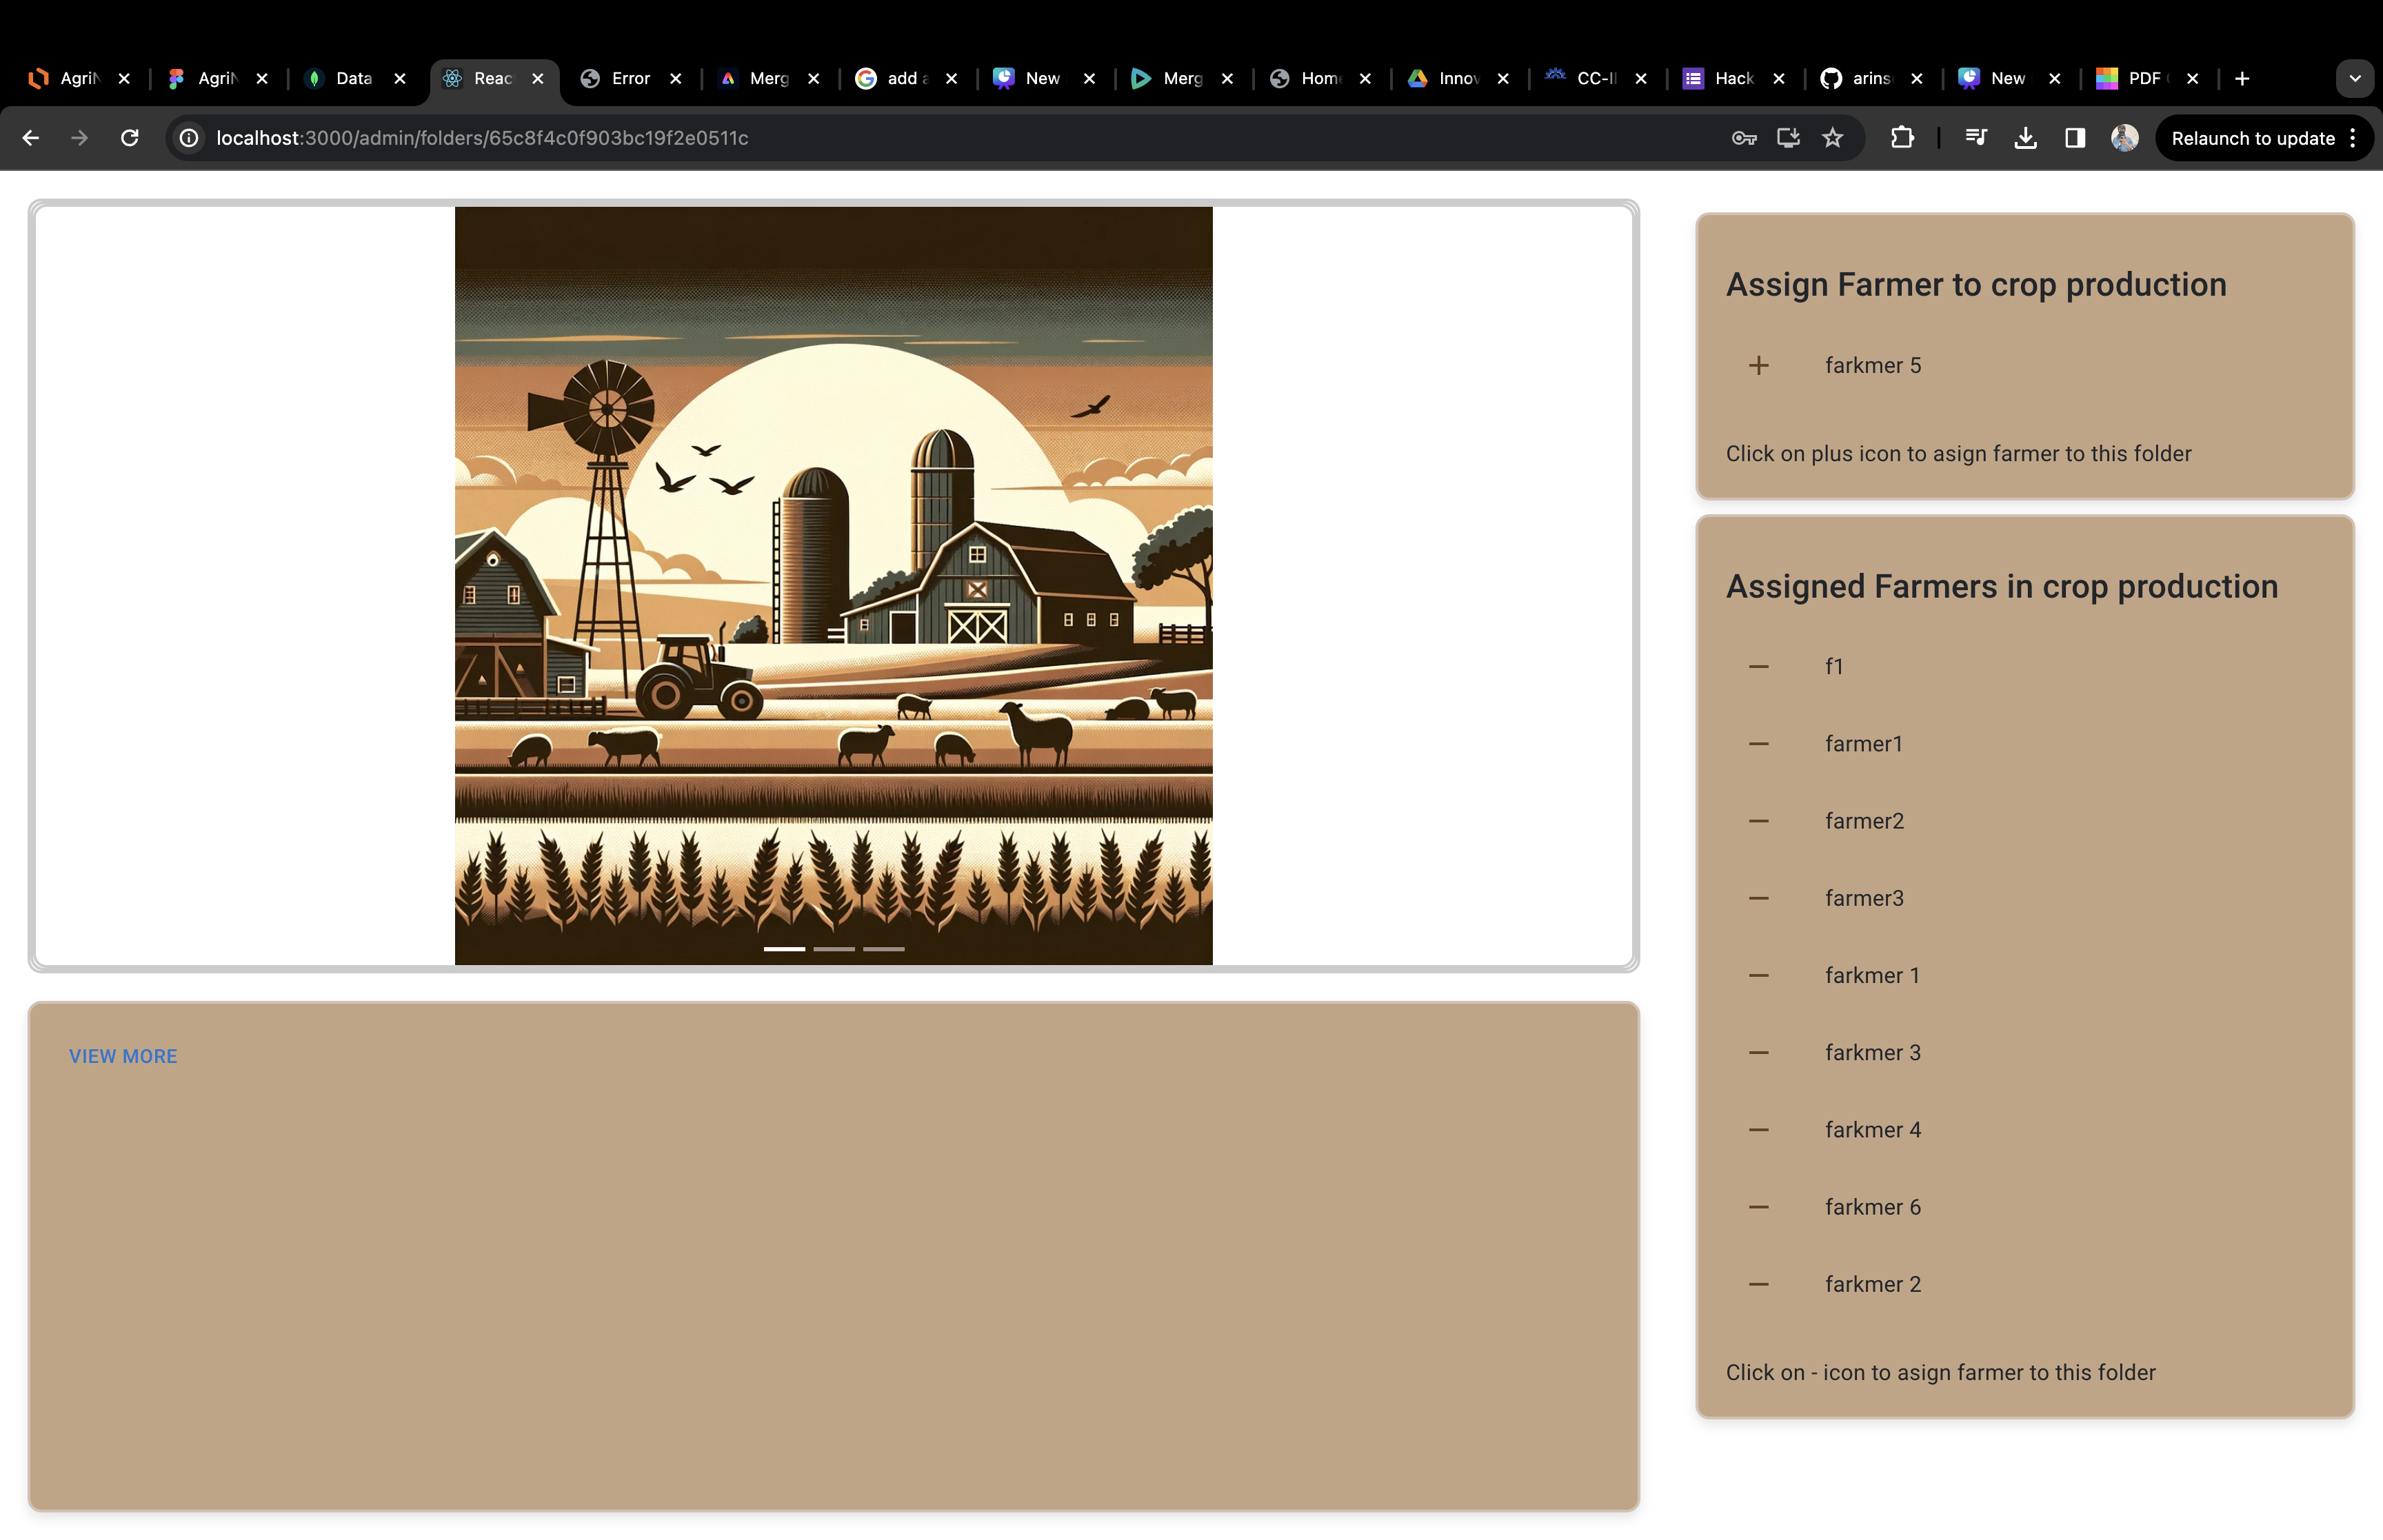 AgriN
AgriN
Data
Reac
Error
Merg
add a
New
Merg
Home
Innov
CC-II
Hack
arins
New
PDF
localhost:3000/admin/folders/65c8f4c0f903bc19f2e0511c
Relaunch to update
Assign Farmer to crop production
farkmer 5
Click on plus icon to asign farmer to this folder
Assigned Farmers in crop production
f1
farmer1
farmer2
farmer3
farkmer 1
farkmer 3
farkmer 4
farkmer 6
farkmer 2
Click on - icon to asign farmer to this folder
VIEW MORE